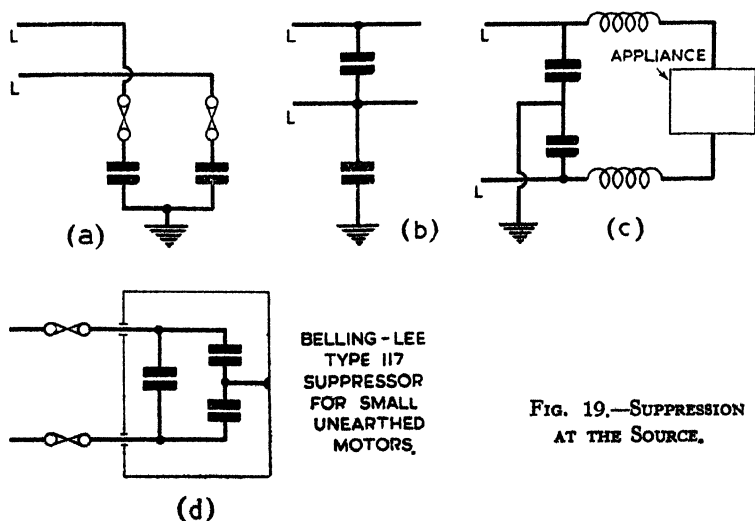 L
L
(a)
L
L
(b)
L
L
APPLIANCE
(c)
(d)
BELLING-LEE
TYPE 117
SUPPRESSOR
FOR SMALL
UNEARTHED
MOTORS.
FIG. 19.—SUPPRESSION
AT THE SOURCE.